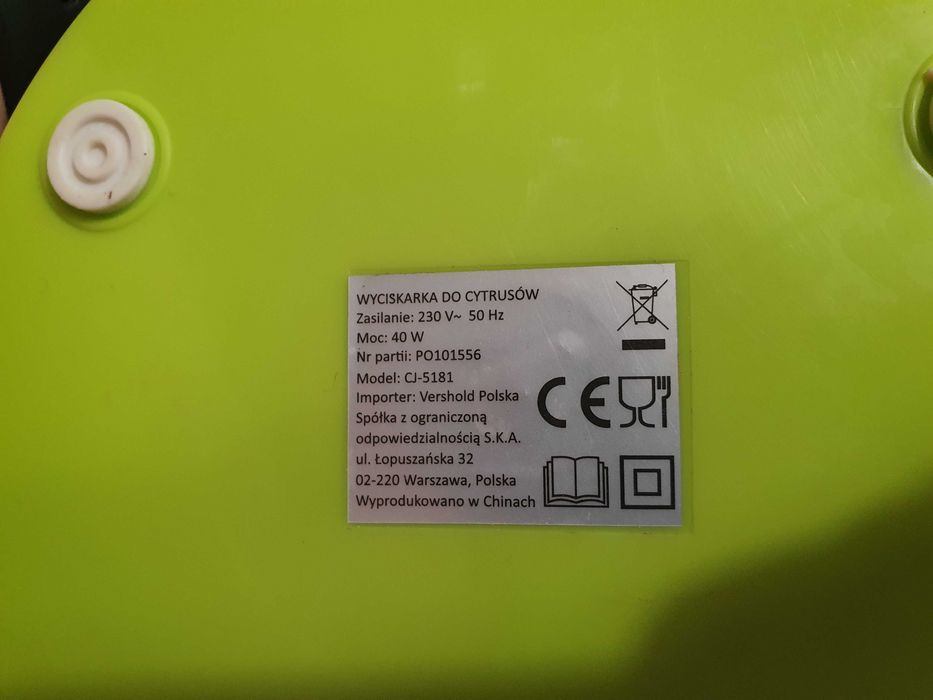 WYCISKARKA DO CYTRUSÓW
Zasilanie: 230 V~ 50 Hz
Moc: 40 W
Nr partii: PO101556
Model: CJ-5181
Importer: Vershold Polska
Spółka z ograniczoną
odpowiedzialnością S.K.A.
ul. Łopuszańska 32
02-220 Warszawa, Polska
Wyprodukowano w Chinach
CE